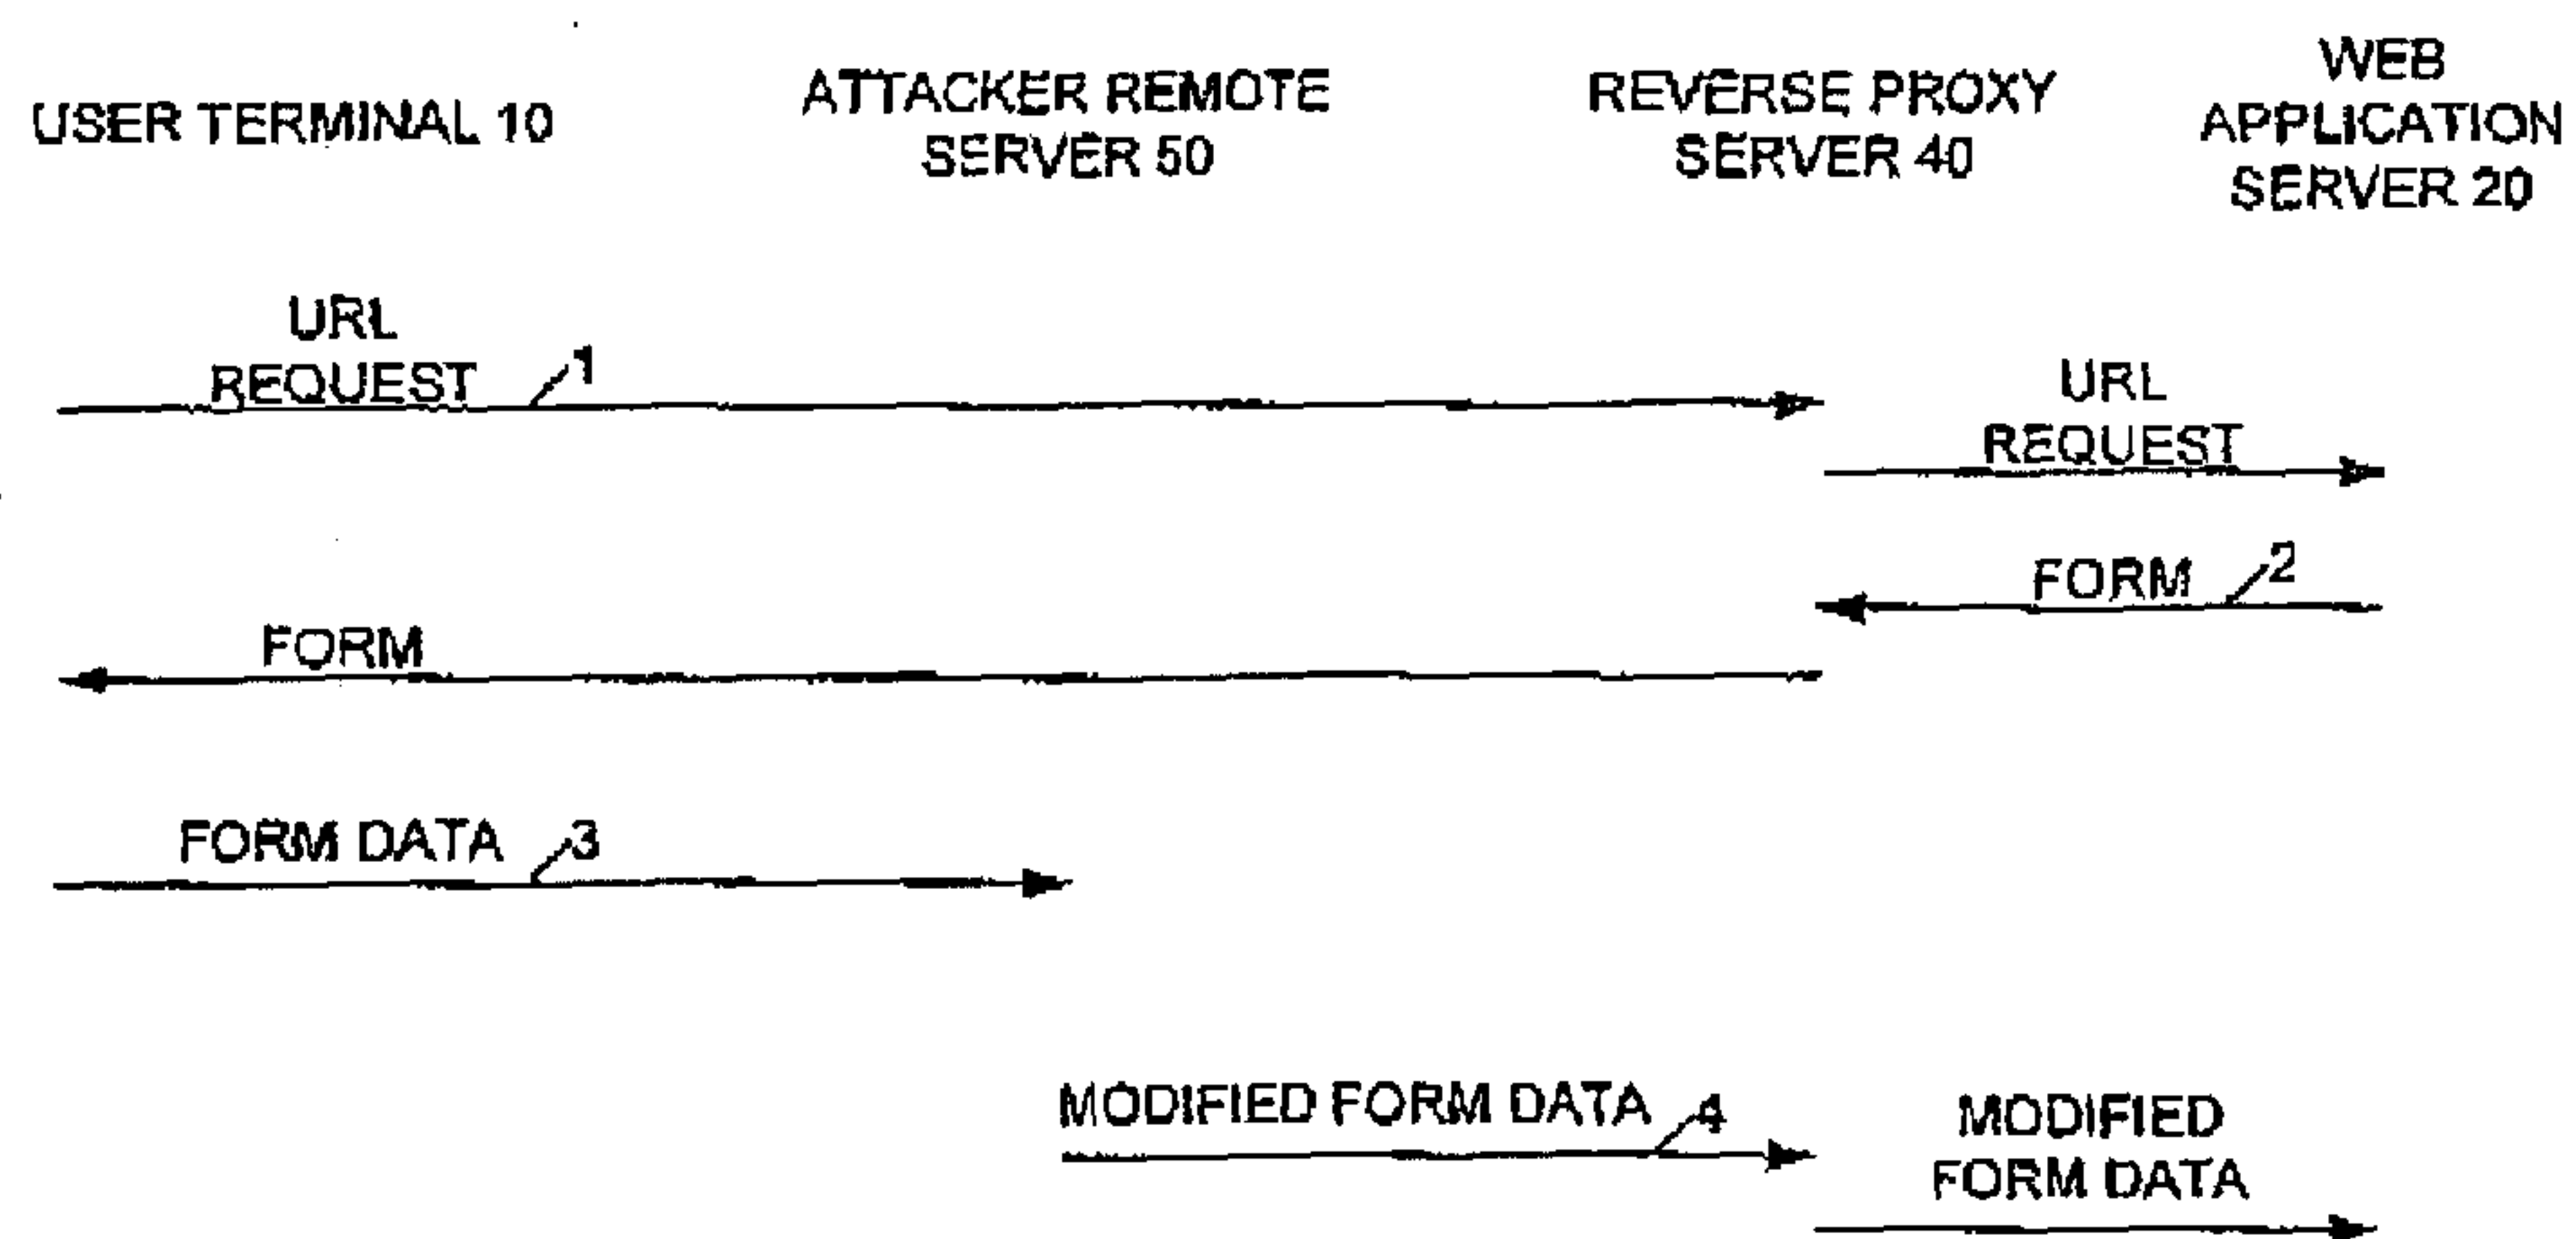 USER TERMINAL 10
ATTACKER REMOTE
SERVER 50
REVERSE PROXY
SERVER 40
WEB
APPLICATION
SERVER 20
URL
REQUEST
1
URL
REQUEST
FORM
2
FORM
FORM DATA
3
MODIFIED FORM DATA
4
MODIFIED
FORM DATA